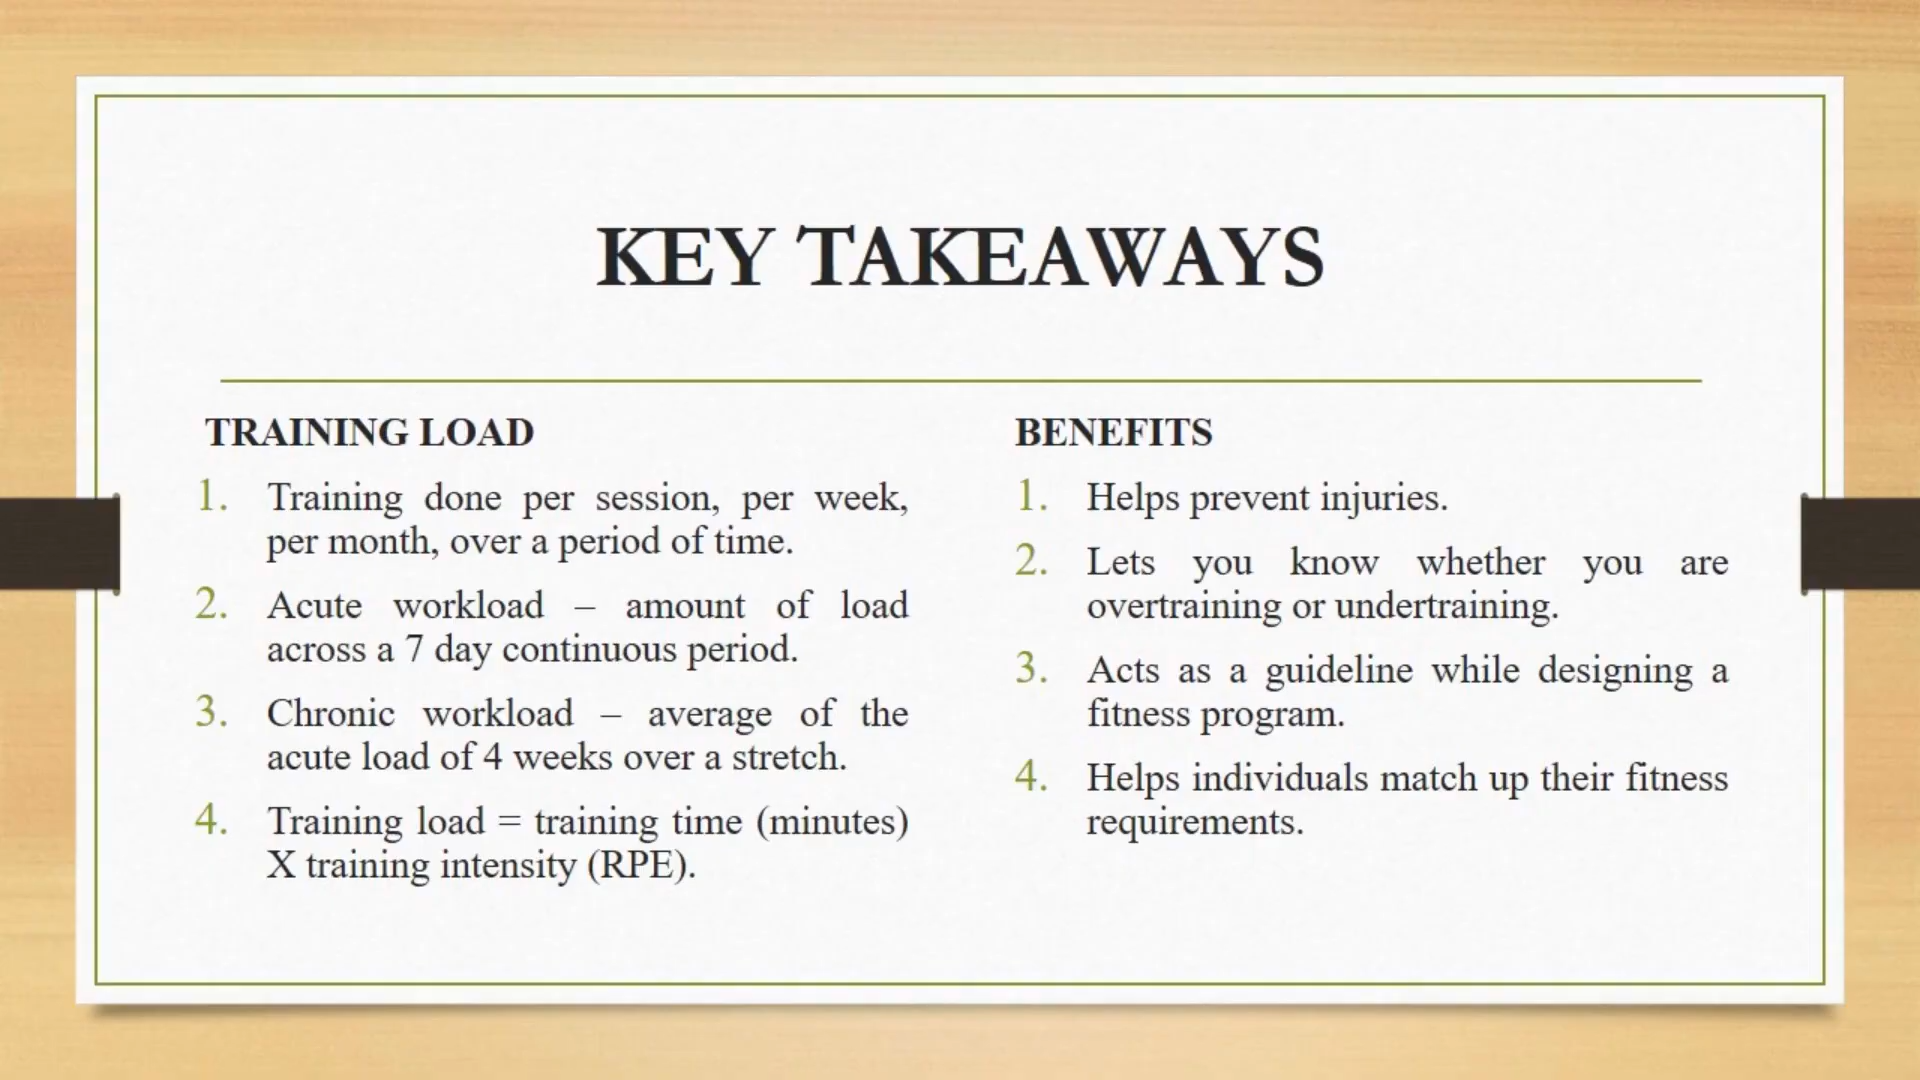 KEY TAKEAWAYS
TRAINING LOAD
1. Training done per session, per week,
per month, over a period of time.
2. Acute workload – amount of load
across a 7 day continuous period.
3. Chronic workload – average of the
acute load of 4 weeks over a stretch.
4. Training load = training time (minutes)
X training intensity (RPE).
BENEFITS
1. Helps prevent injuries.
2. Lets you know whether you are
overtraining or undertraining.
3. Acts as a guideline while designing a
fitness program.
4. Helps individuals match up their fitness
requirements.